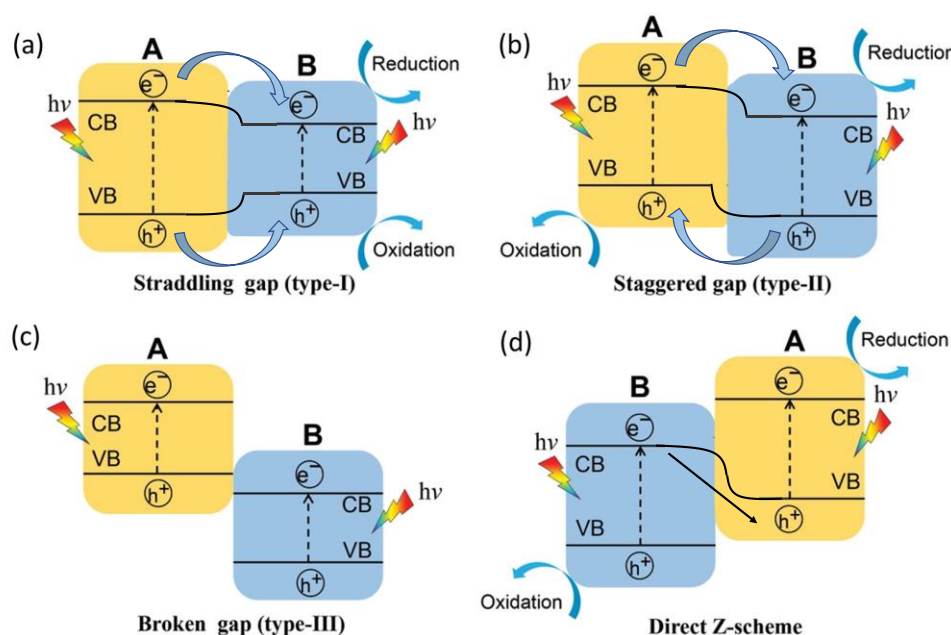 (a)
A
B
e⁻
e⁻
Reduction
hν
hν
CB
CB
VB
VB
h⁺
h⁺
Oxidation
Straddling gap (type-I)
(b)
A
B
e⁻
e⁻
Reduction
hν
hν
CB
CB
VB
VB
h⁺
h⁺
Oxidation
Staggered gap (type-II)
(c)
A
e⁻
hν
CB
VB
h⁺
B
e⁻
hν
CB
VB
h⁺
Broken gap (type-III)
(d)
A
Reduction
e⁻
B
e⁻
hν
hν
CB
CB
VB
VB
h⁺
h⁺
Oxidation
Direct Z-scheme